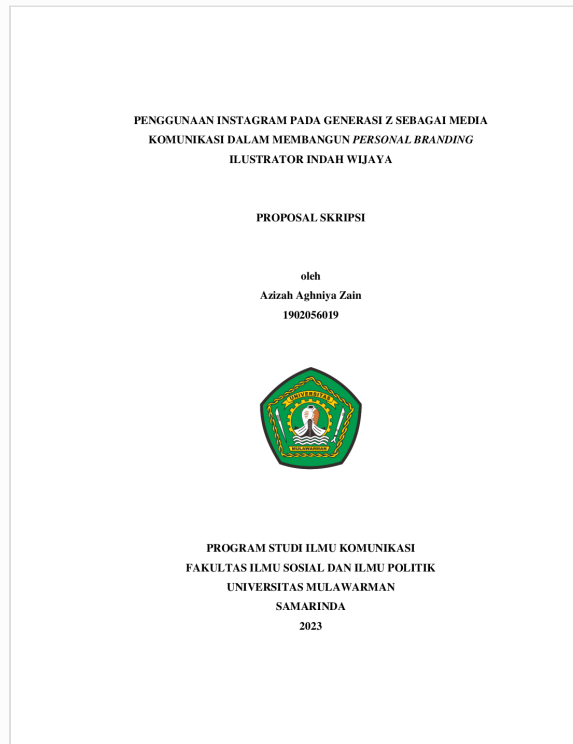 PENGGUNAAN INSTAGRAM PADA GENERASI Z SEBAGAI MEDIA
KOMUNIKASI DALAM MEMBANGUN PERSONAL BRANDING
ILUSTRATOR INDAH WIJAYA
PROPOSAL SKRIPSI
oleh
Azizah Aghniya Zain
1902056019
UNIVERSITAS
MULAWARMAN
PROGRAM STUDI ILMU KOMUNIKASI
FAKULTAS ILMU SOSIAL DAN ILMU POLITIK
UNIVERSITAS MULAWARMAN
SAMARINDA
2023